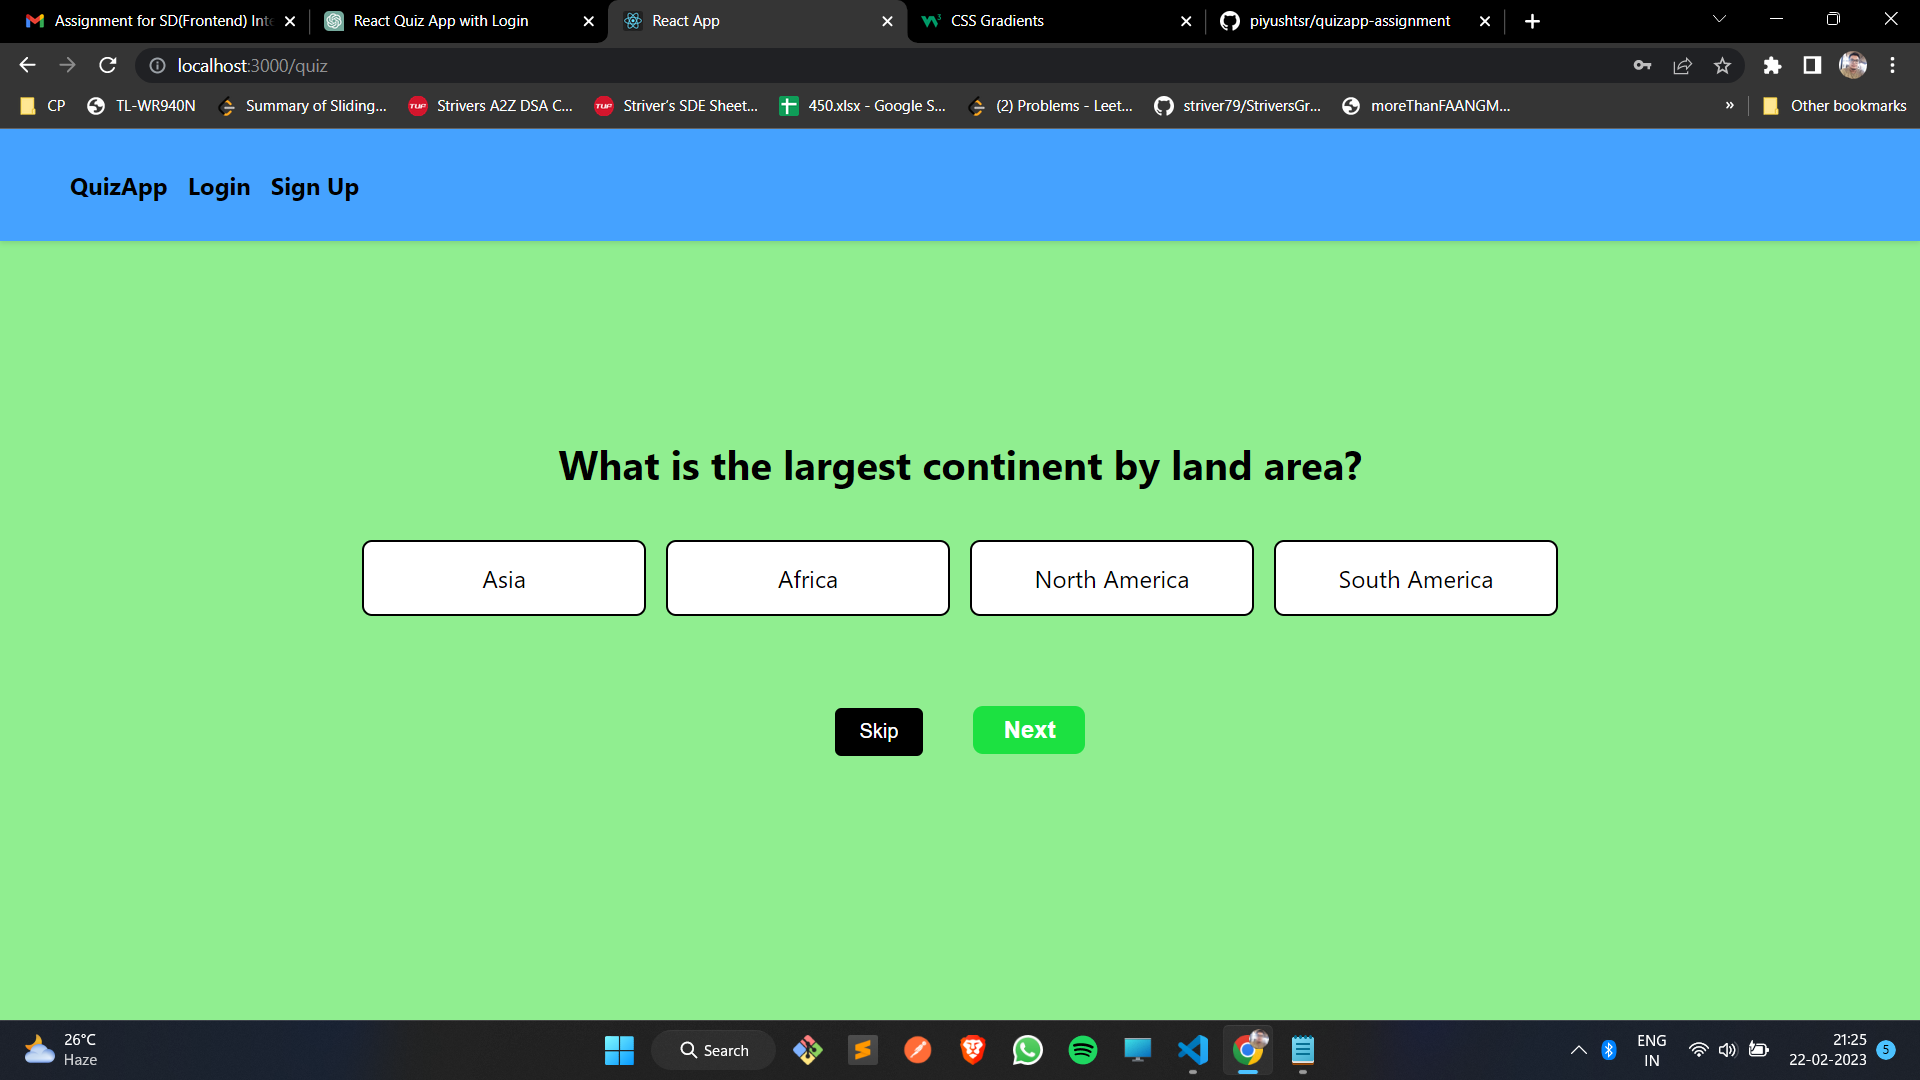 Assignment for SD(Frontend) Inte
React Quiz App with Login
React App
CSS Gradients
piyushtsr/quizapp-assignment
localhost:3000/quiz
CP
TL-WR940N
Summary of Sliding...
Strivers A2Z DSA C...
Striver's SDE Sheet...
450.xlsx - Google S...
(2) Problems - Leet...
striver79/StriversGr...
moreThanFAANGM...
»
Other bookmarks
QuizApp Login Sign Up
What is the largest continent by land area?
Asia
Africa
North America
South America
Skip
Next
26°C
Haze
Search
ENG
IN
21:25
22-02-2023
5